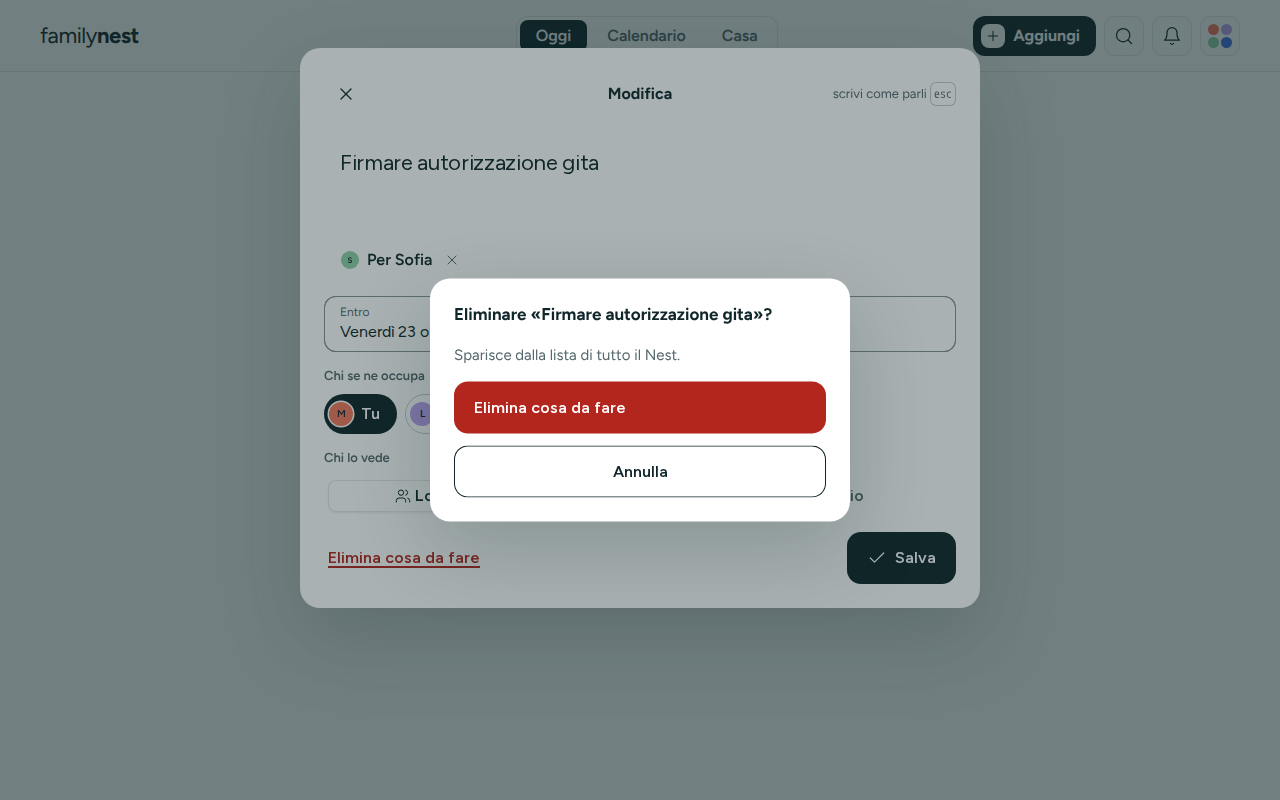 familynest
Oggi
Calendario
Casa
Aggiungi
Modifica
scrivi come parli esc
Firmare autorizzazione gita
S Per Sofia
Entro
Venerdì 23 o
Eliminare «Firmare autorizzazione gita»?
Sparisce dalla lista di tutto il Nest.
Elimina cosa da fare
Annulla
Chi se ne occupa
M Tu
L
Chi lo vede
Elimina cosa da fare
Salva